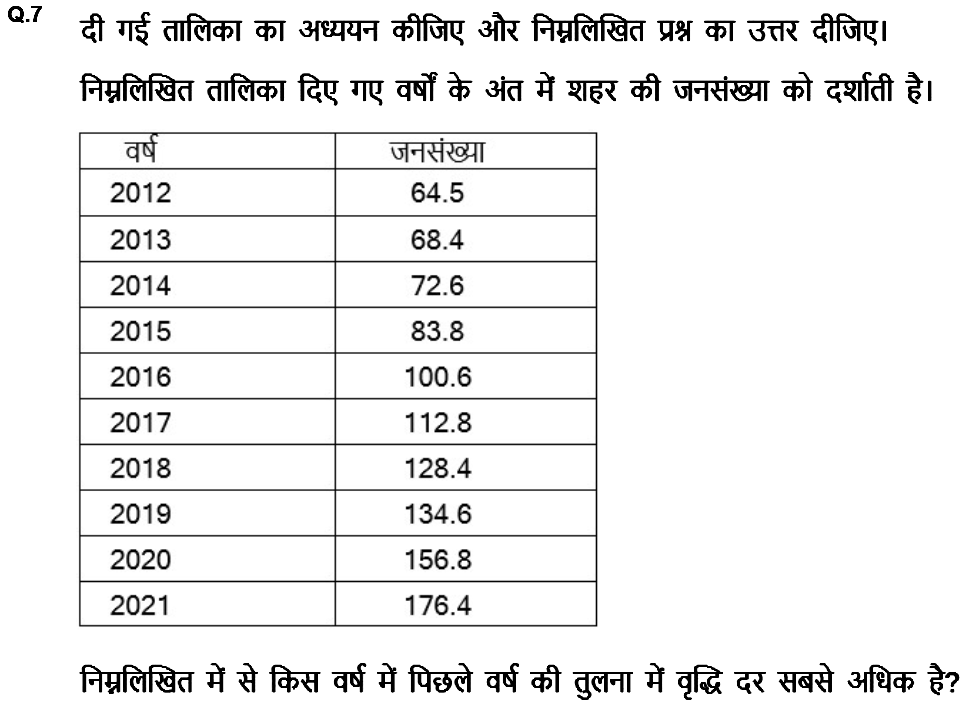 Q.7
दी गई तालिका का अध्ययन कीजिए और निम्नलिखित प्रश्न का उत्तर दीजिए।
निम्नलिखित तालिका दिए गए वर्षों के अंत में शहर की जनसंख्या को दर्शाती है।
वर्ष जनसंख्या
2012 64.5
2013 68.4
2014 72.6
2015 83.8
2016 100.6
2017 112.8
2018 128.4
2019 134.6
2020 156.8
2021 176.4
निम्नलिखित में से किस वर्ष में पिछले वर्ष की तुलना में वृद्धि दर सबसे अधिक है?